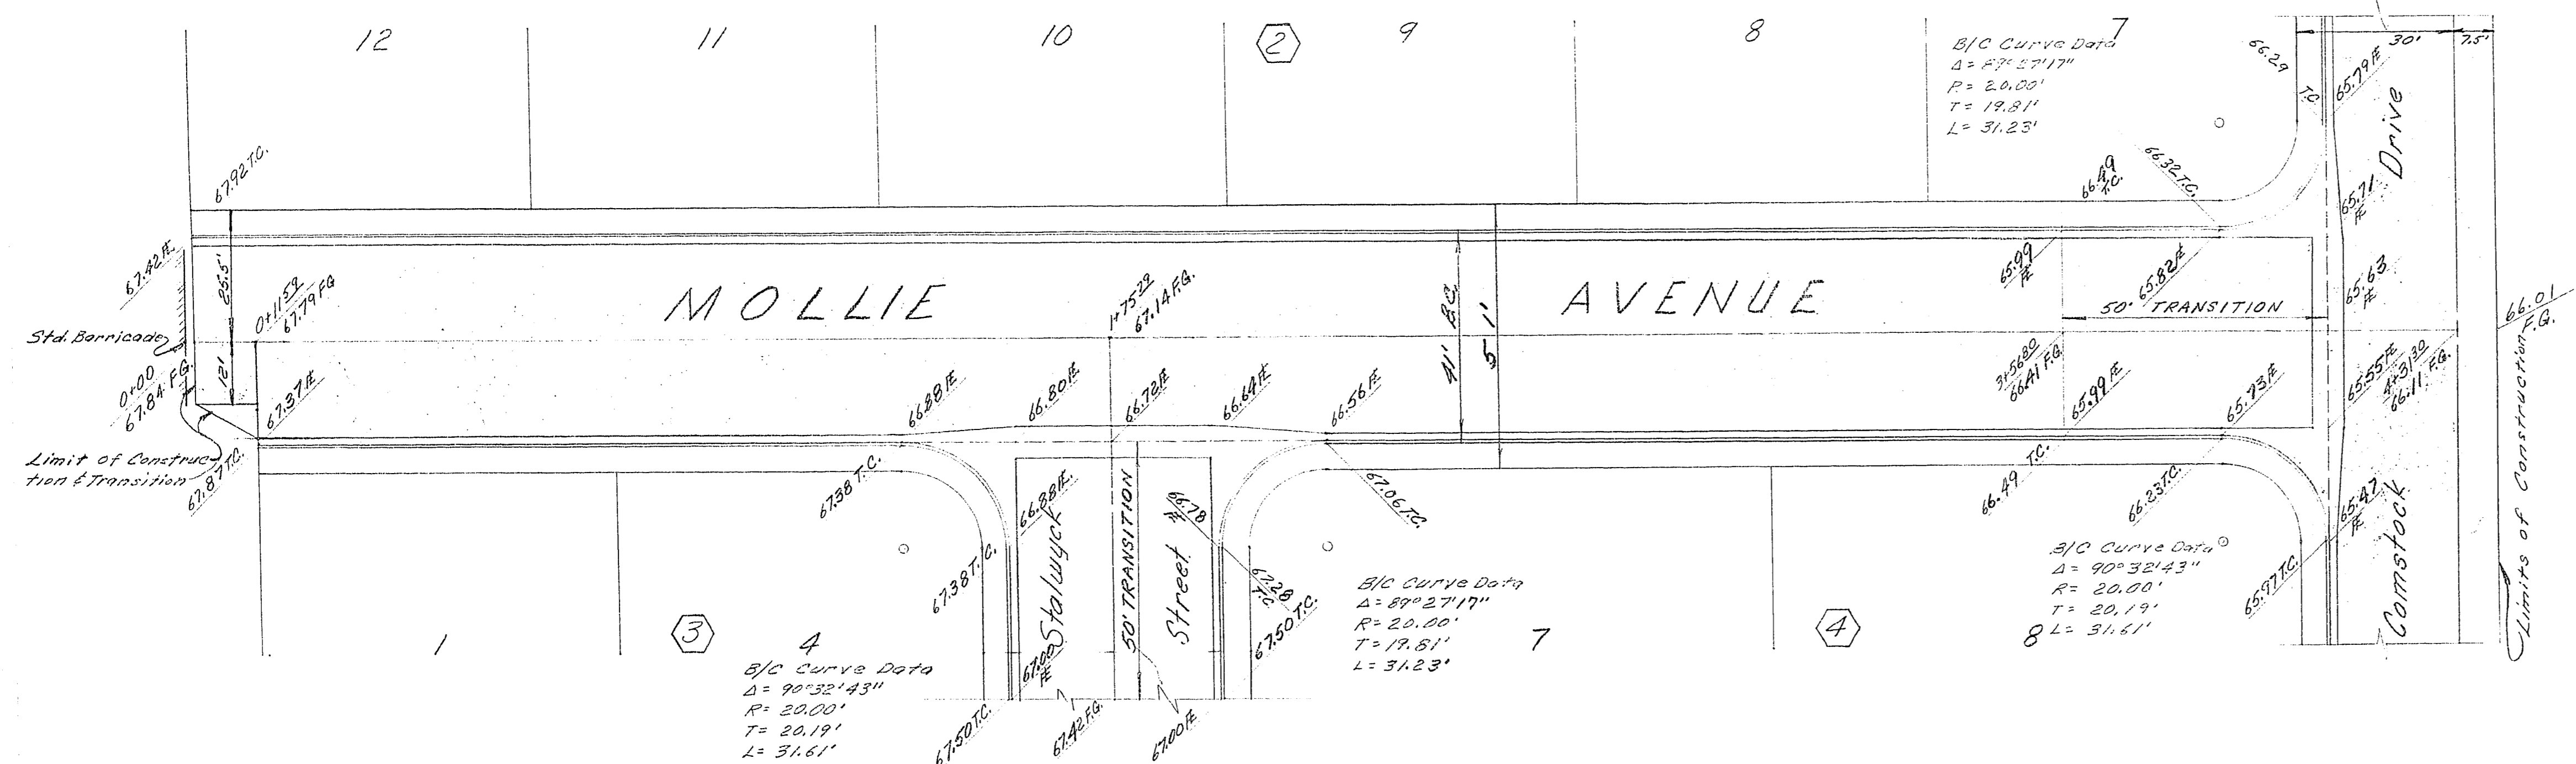 12
11
10
2
9
8
7
B/C Curve Data
Δ = 89°27'17"
R = 20.00'
T = 19.81'
L = 31.23'
66.29
T.C.
65.79 FL
30'
7.5'
Drive
67.92 T.C.
66.49
T.C.
66.32 T.C.
65.71
FL
67.42 FL
25.5'
0+11.59
67.79 FG
MOLLIE
1+75.29
67.14 F.G.
41' B.C.
51'
AVENUE
65.99
FL
65.82 FL
50' TRANSITION
65.63
FL
66.01
F.G.
Std. Barricade
12'
0+00
67.84 F.G.
67.37 FL
66.88 FL
66.80 FL
66.72 FL
66.64 FL
66.56 FL
3+56.80
66.41 F.G.
65.99 FL
65.73 FL
65.55 FL
4+31.30
66.11 F.G.
Limit of Construc-
tion & Transition
67.87 T.C.
67.38 T.C.
66.88 FL
Stalwyck
50' TRANSITION
66.78
FL
Street
67.06 T.C.
66.49 T.C.
66.23 T.C.
65.47
FL
Comstock
Limits of Construction
67.38 T.C.
67.28
T.C.
67.50 T.C.
B/C Curve Data
Δ = 89°27'17"
R = 20.00'
T = 19.81'
L = 31.23'
B/C Curve Data
Δ = 90°32'43"
R = 20.00'
T = 20.19'
L = 31.61'
65.97 T.C.
1
3
4
7
4
8
B/C Curve Data
Δ = 90°32'43"
R = 20.00'
T = 20.19'
L = 31.61'
67.00
FL
67.50 T.C.
67.42 F.G.
67.00 FL